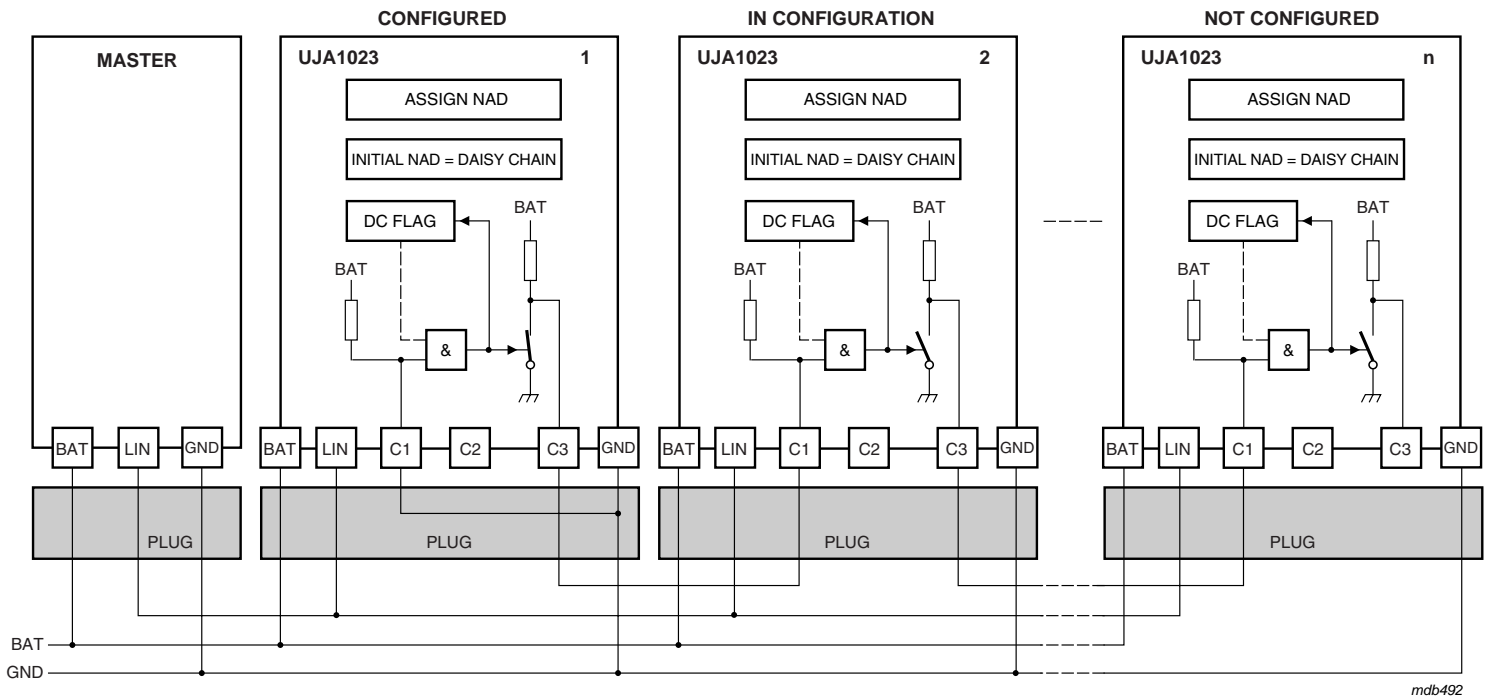 CONFIGURED
IN CONFIGURATION
NOT CONFIGURED
MASTER
UJA1023 1
UJA1023 2
UJA1023 n
ASSIGN NAD
ASSIGN NAD
ASSIGN NAD
INITIAL NAD = DAISY CHAIN
INITIAL NAD = DAISY CHAIN
INITIAL NAD = DAISY CHAIN
DC FLAG
BAT
DC FLAG
BAT
DC FLAG
BAT
BAT
BAT
BAT
&
&
&
BAT LIN GND
BAT LIN C1 C2 C3 GND
BAT LIN C1 C2 C3 GND
BAT LIN C1 C2 C3 GND
PLUG
PLUG
PLUG
PLUG
BAT
GND
mdb492